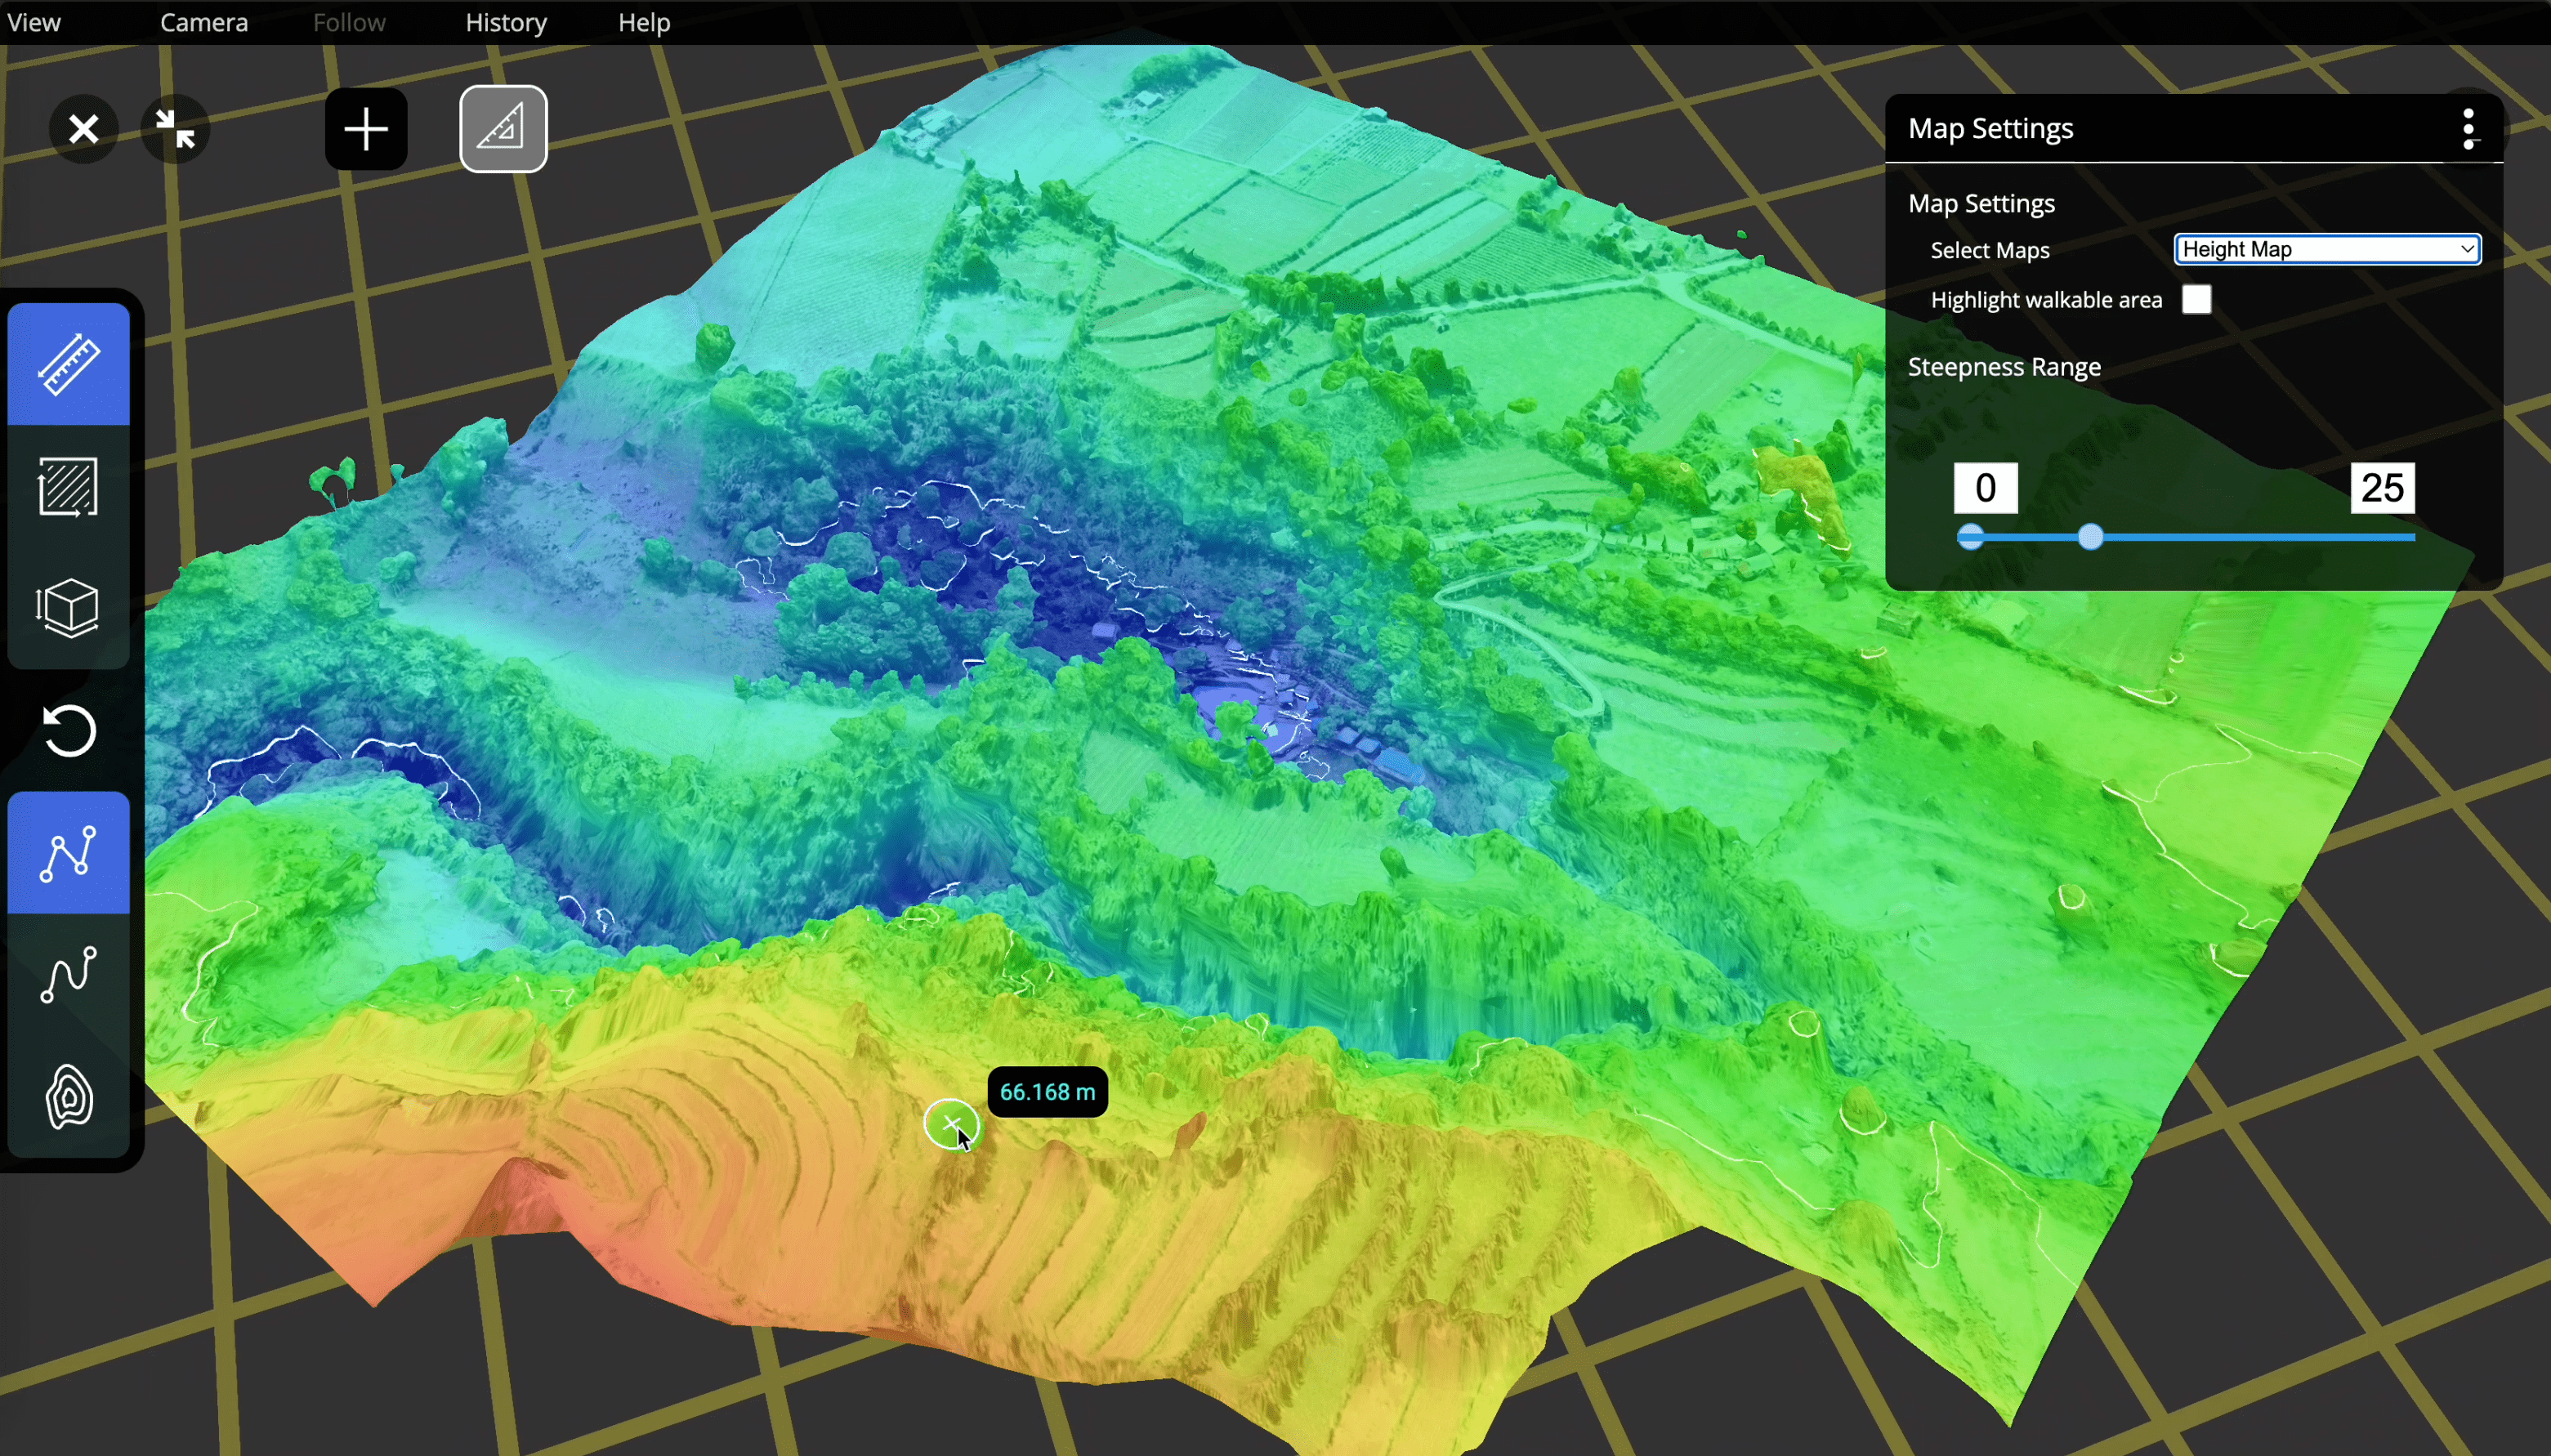 View Camera Follow History Help
Map Settings
Map Settings
Select Maps Height Map
Highlight walkable area
Steepness Range
0 25
66.168 m